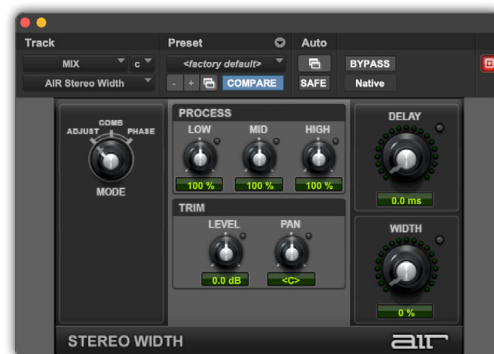 Track Preset Auto
MIX c <factory default>
BYPASS
AIR Stereo Width - + COMPARE SAFE Native
PROCESS
LOW MID HIGH
100 % 100 % 100 %
ADJUST COMB PHASE
MODE
TRIM
LEVEL PAN
0.0 dB <C>
DELAY
0.0 ms
WIDTH
0 %
STEREO WIDTH AIR